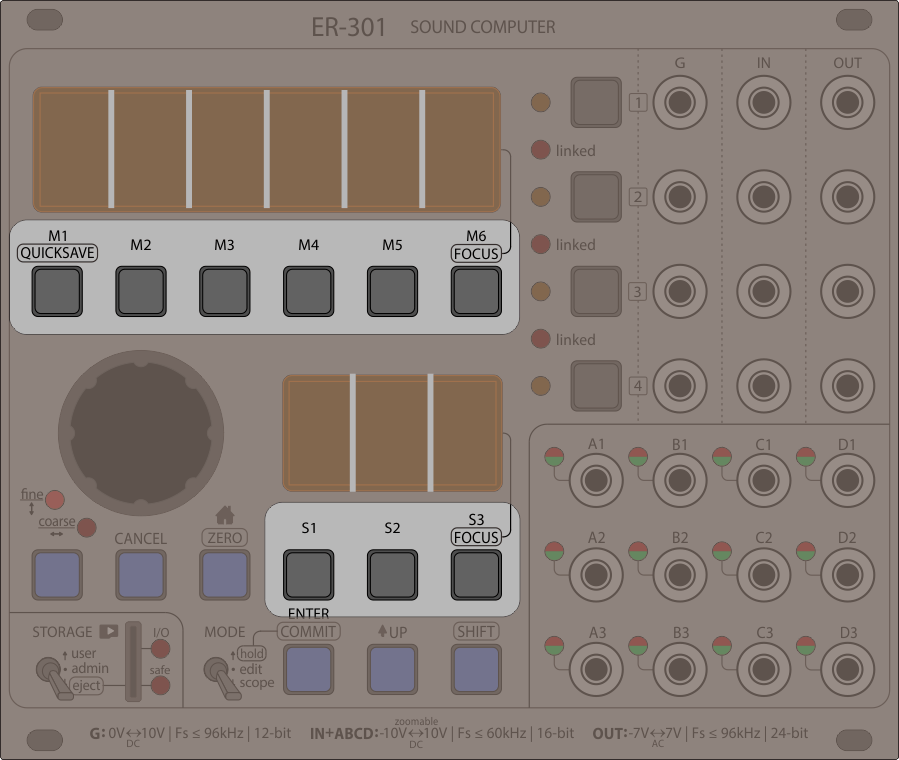 ER-301 SOUND COMPUTER
G IN OUT
1
linked
2
linked
3
linked
4
M1 M2 M3 M4 M5 M6
QUICKSAVE FOCUS
fine
coarse
CANCEL ZERO
S1 S2 S3
FOCUS
ENTER
COMMIT UP SHIFT
STORAGE I/O
user
admin
eject
safe
MODE
hold
edit
scope
A1 B1 C1 D1
A2 B2 C2 D2
A3 B3 C3 D3
G: 0V↔10V | Fs ≤ 96kHz | 12-bit IN+ABCD: -10V↔10V | Fs ≤ 60kHz | 16-bit OUT: -7V↔7V | Fs ≤ 96kHz | 24-bit
DC zoomable DC AC